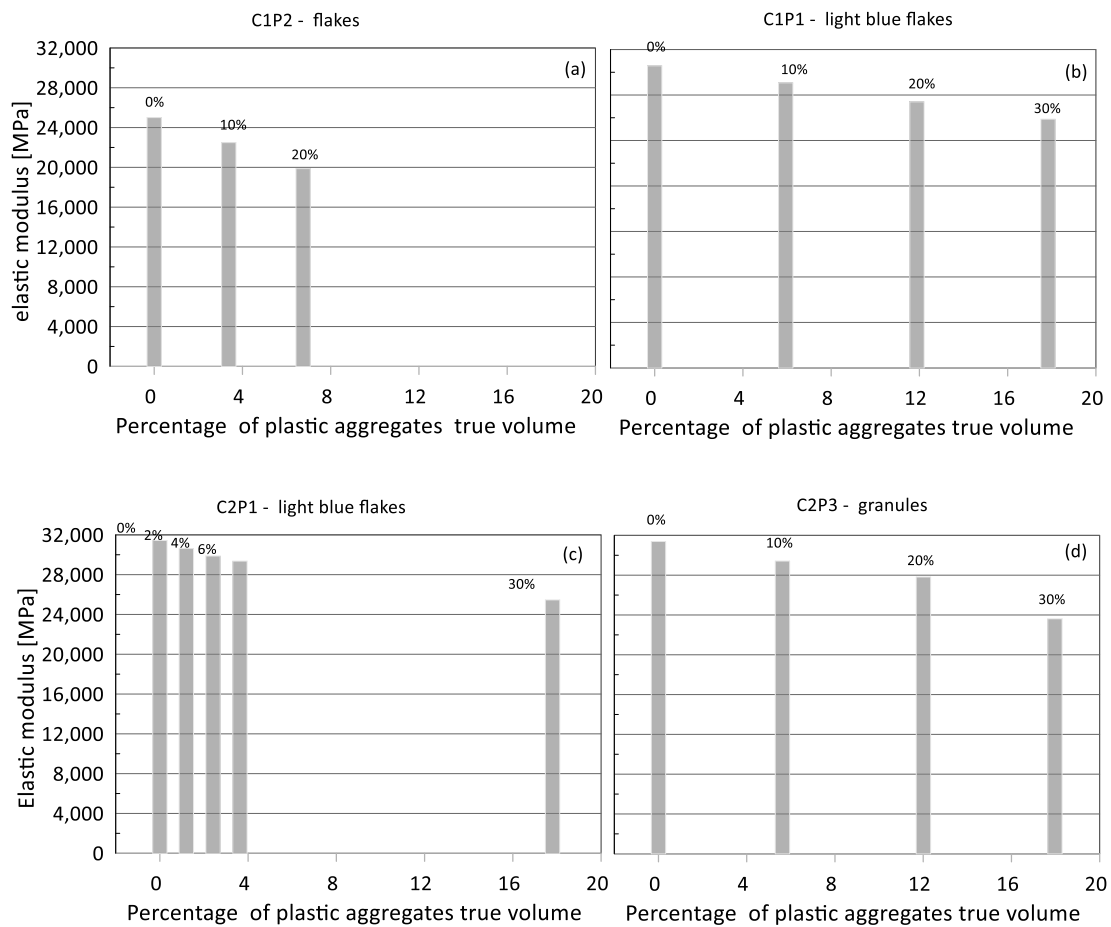 C1P2 - flakes
32,000
28,000
24,000
20,000
16,000
12,000
8,000
4,000
0
elastic modulus [MPa]
(a)
0%
10%
20%
0 4 8 12 16 20
Percentage of plastic aggregates true volume
C1P1 - light blue flakes
(b)
0%
10%
20%
30%
0 4 8 12 16 20
Percentage of plastic aggregates true volume
C2P1 - light blue flakes
32,000
28,000
24,000
20,000
16,000
12,000
8,000
4,000
0
Elastic modulus [MPa]
(c)
0%
2%
4%
6%
30%
0 4 8 12 16 20
Percentage of plastic aggregates true volume
C2P3 - granules
(d)
0%
10%
20%
30%
0 4 8 12 16 20
Percentage of plastic aggregates true volume